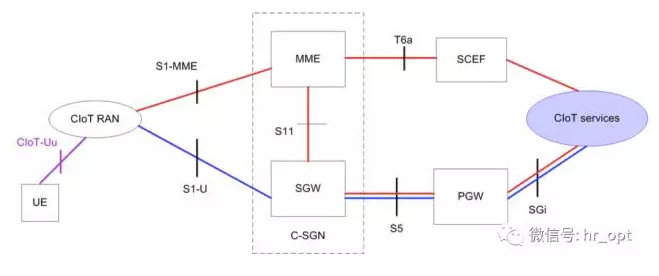 MME
T6a
SCEF
S1-MME
CIoT RAN
CIoT services
S11
CIoT-Uu
S1-U
SGW
PGW
SGi
UE
S5
C-SGN
微信号: hr_opt